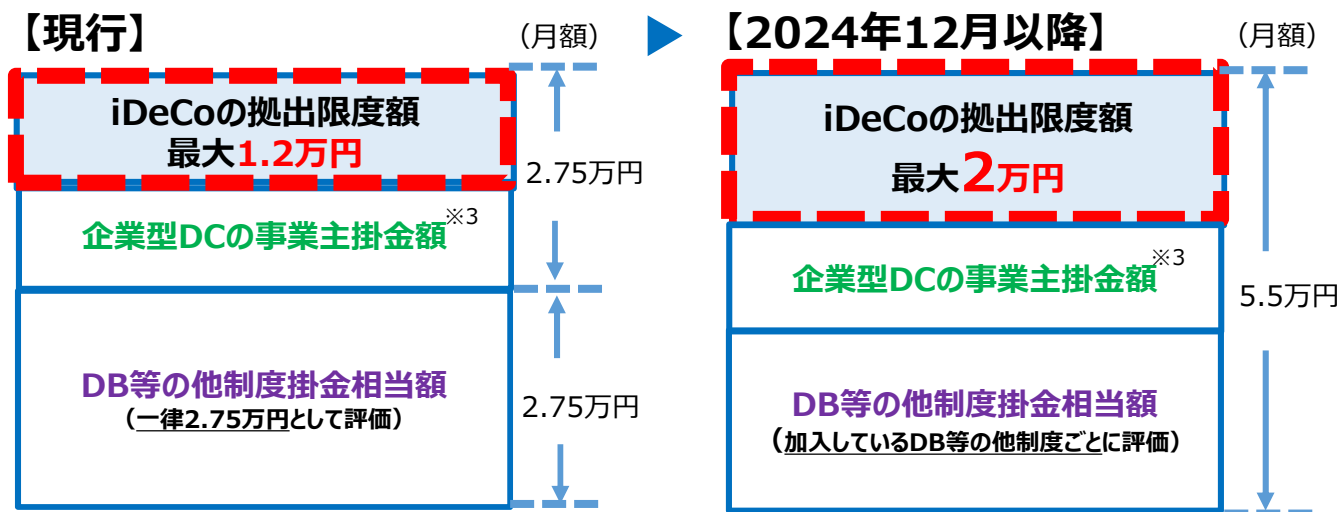 【現行】
(月額)
iDeCoの拠出限度額
最大1.2万円
2.75万円
企業型DCの事業主掛金額※3
DB等の他制度掛金相当額
(一律2.75万円として評価)
2.75万円
【2024年12月以降】
(月額)
iDeCoの拠出限度額
最大2万円
企業型DCの事業主掛金額※3
5.5万円
DB等の他制度掛金相当額
(加入しているDB等の他制度ごとに評価)